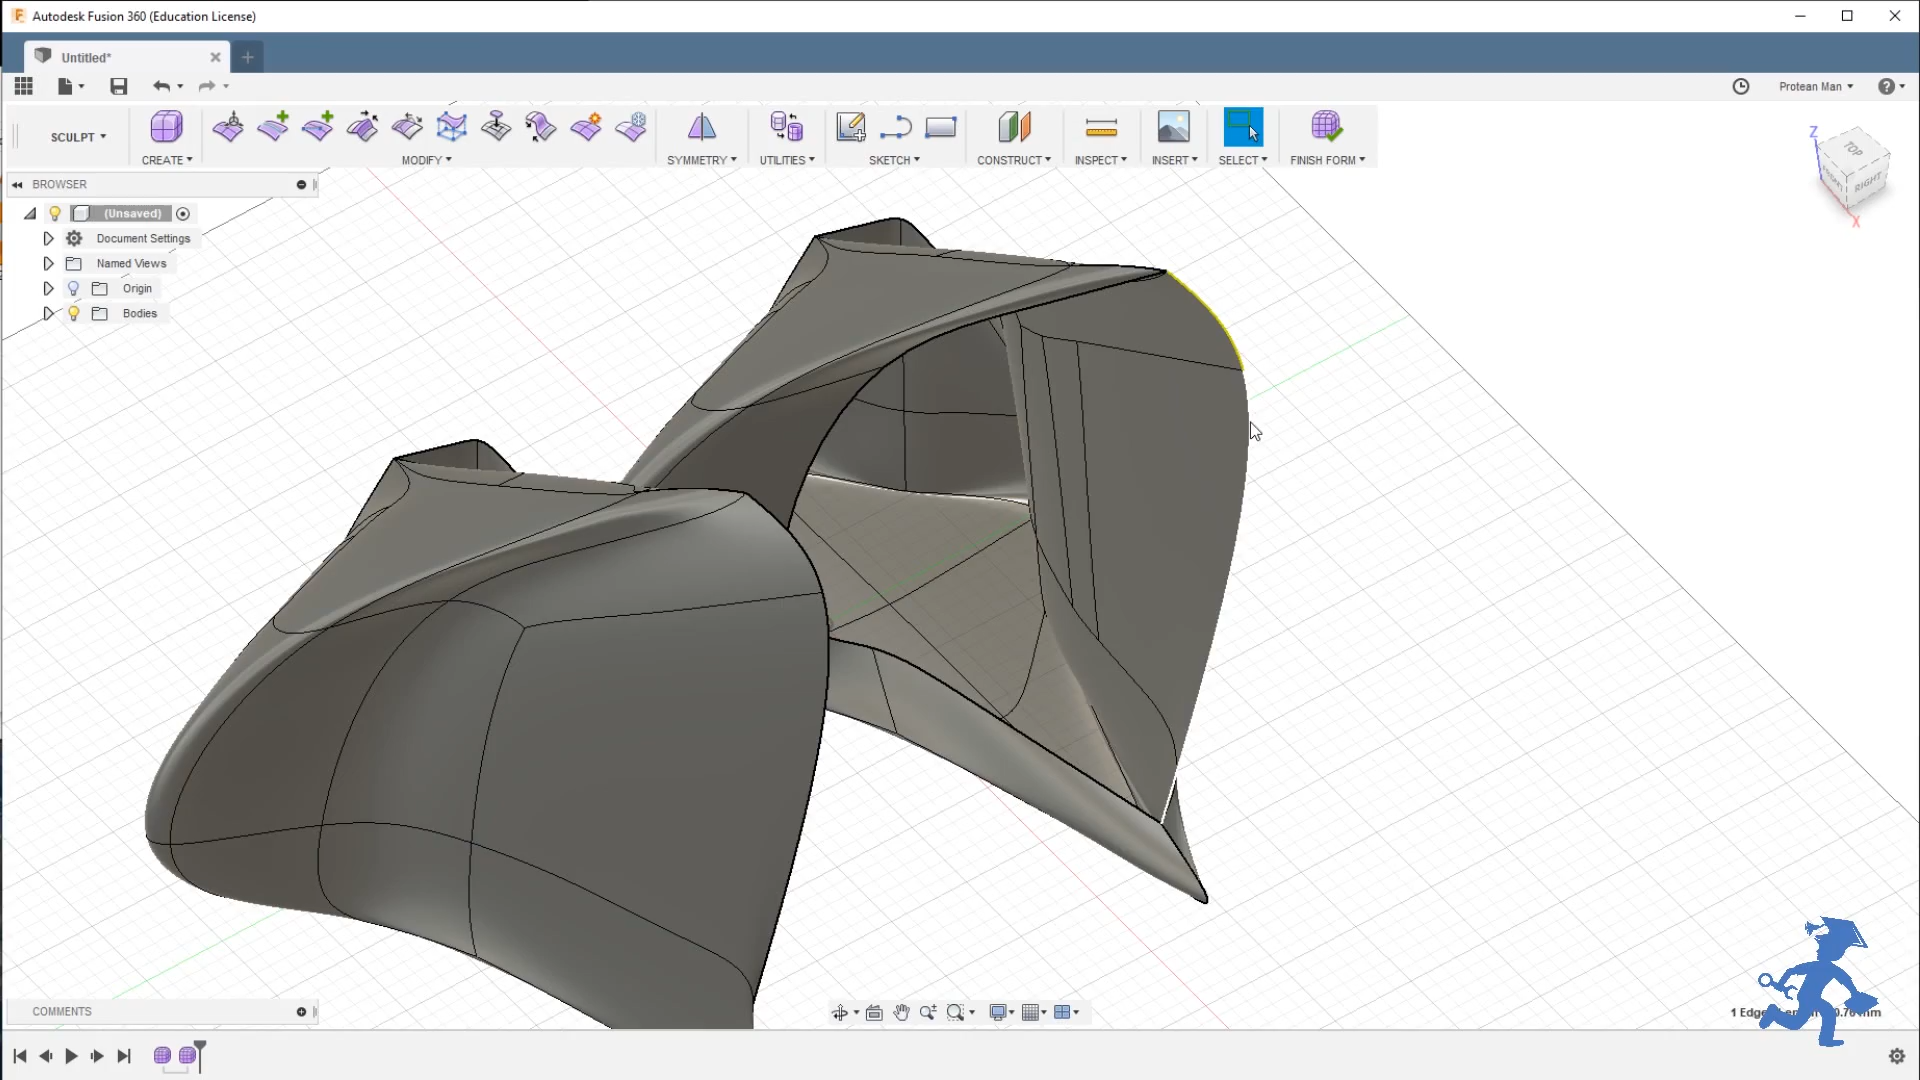 Autodesk Fusion 360 (Education License)
Untitled*
Protean Man
SCULPT
CREATE
MODIFY
SYMMETRY
UTILITIES
SKETCH
CONSTRUCT
INSPECT
INSERT
SELECT
FINISH FORM
BROWSER
(Unsaved)
Document Settings
Named Views
Origin
Bodies
Z
TOP
RIGHT
X
COMMENTS
1 Edge